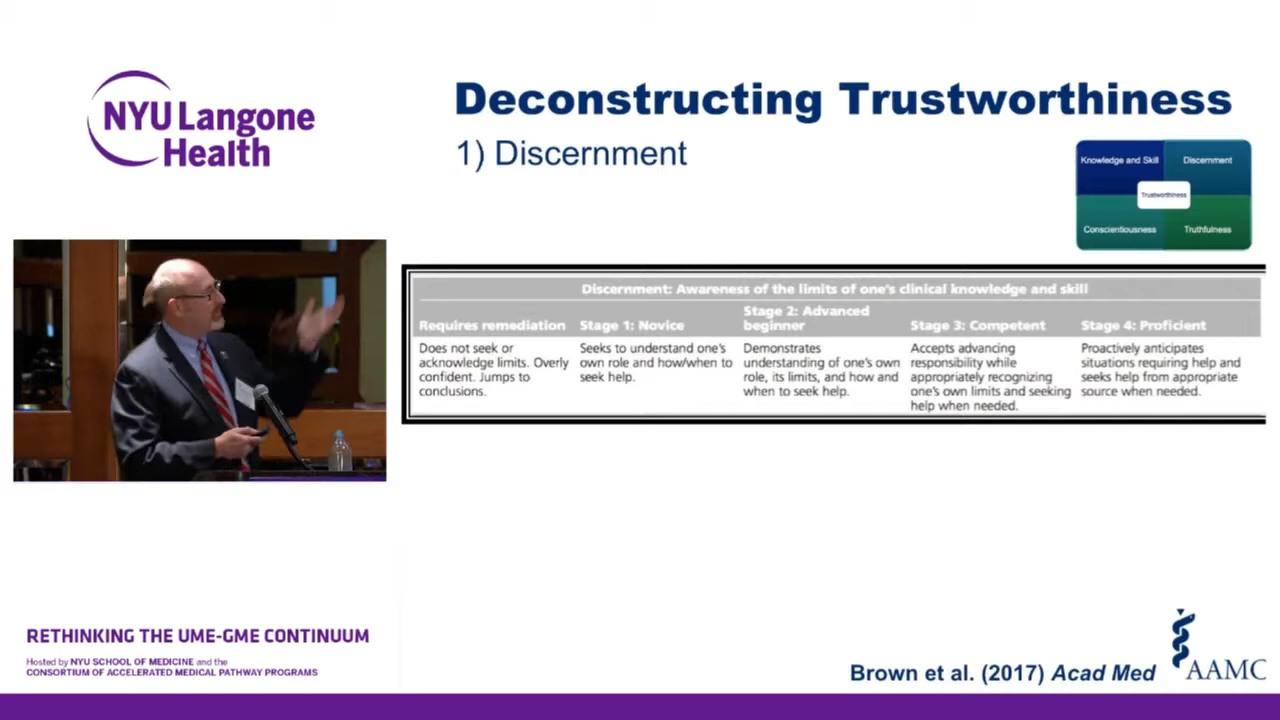 NYU Langone
Health
Deconstructing Trustworthiness
1) Discernment
Knowledge and Skill
Discernment
Trustworthiness
Conscientiousness
Truthfulness
Discernment: Awareness of the limits of one's clinical knowledge and skill
Requires remediation
Does not seek or
acknowledge limits. Overly
confident. Jumps to
conclusions.
Stage 1: Novice
Seeks to understand one's
own role and how/when to
seek help.
Stage 2: Advanced
beginner
Demonstrates
understanding of one's own
role, its limits, and how and
when to seek help.
Stage 3: Competent
Accepts advancing
responsibility while
appropriately recognizing
one's own limits and seeking
help when needed.
Stage 4: Proficient
Proactively anticipates
situations requiring help and
seeks help from appropriate
source when needed.
RETHINKING THE UME-GME CONTINUUM
Hosted by NYU SCHOOL OF MEDICINE and the
CONSORTIUM OF ACCELERATED MEDICAL PATHWAY PROGRAMS
Brown et al. (2017) Acad Med
AAMC